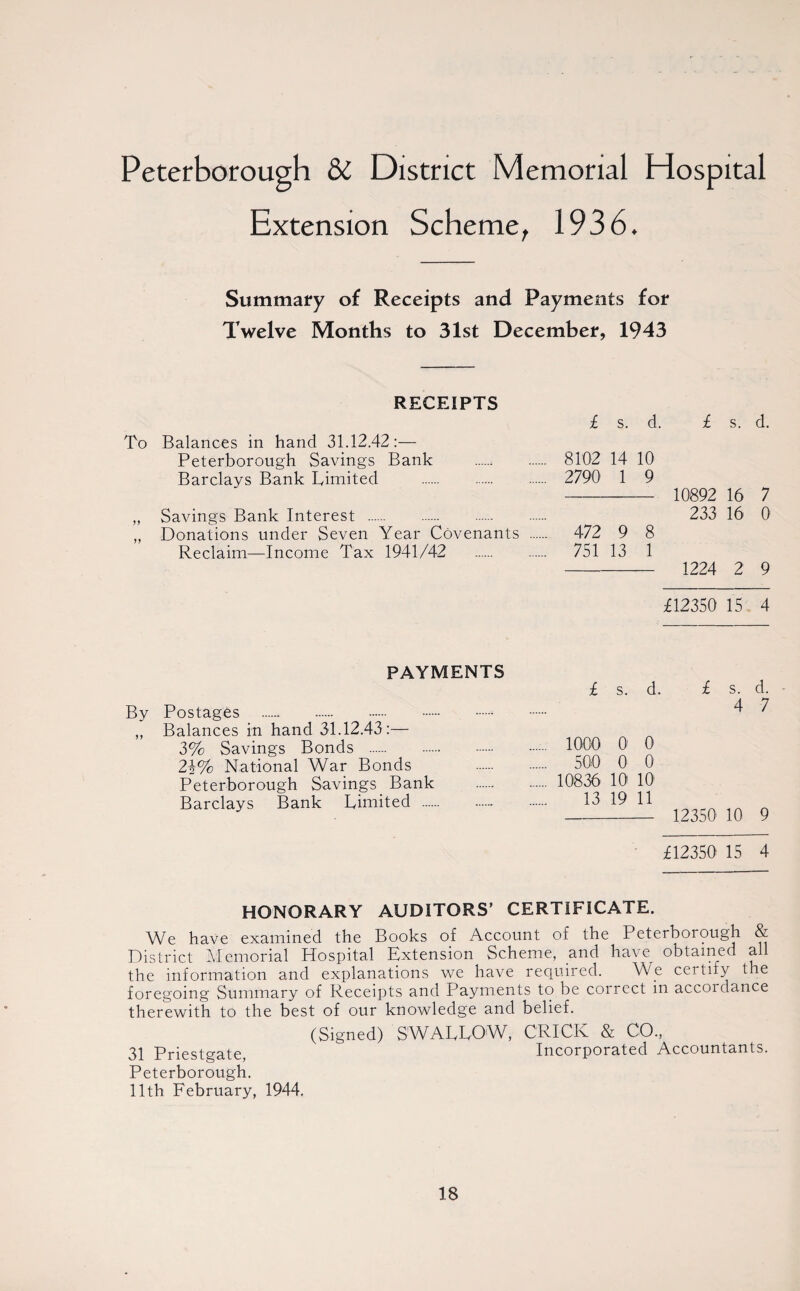 Peterborough & District Memorial Hospital
Extension Scheme, 1936.
Summary of Receipts and Payments for
Twelve Months to 31st December, 1943
RECEIPTS
£ s. d. £ s. d.
To Balances in hand 31.12.42:—
Peterborough Savings Bank ...... ...... 8102 14 10
Barclays Bank Limited ...... ...... ...... 2790 1 9
10892 16 7
„ Savings Bank Interest ...... ...... ...... ...... 233 16 0
„ Donations under Seven Year Covenants ...... 472 9 8
Reclaim—Income Tax 1941/42 ...... ...... 751 13 1
1224 2 9
£12350 15 4
PAYMENTS
£ s. d. £ s. d.
By Postages ...... ...... ...... ...... ...... ...... 4 7
„ Balances in hand 31.12.43:—
3% Savings Bonds ...... ...... ...... ...... 1000 0 0
2½% National War Bonds ...... ...... 500 0 0
Peterborough Savings Bank ...... ...... 10836 10 10
Barclays Bank Limited ...... ...... ...... 13 19 11
12350 10 9
£12350 15 4
HONORARY AUDITORS' CERTIFICATE.
We have examined the Books of Account of the Peterborough &
District Memorial Hospital Extension Scheme, and have obtained all
the information and explanations we have required. We certify the
foregoing Summary of Receipts and Payments to be correct in accordance
therewith to the best of our knowledge and belief.
(Signed) SWALLOW, CRICK & CO.,
31 Priestgate, Incorporated Accountants.
Peterborough.
11th February, 1944.
18